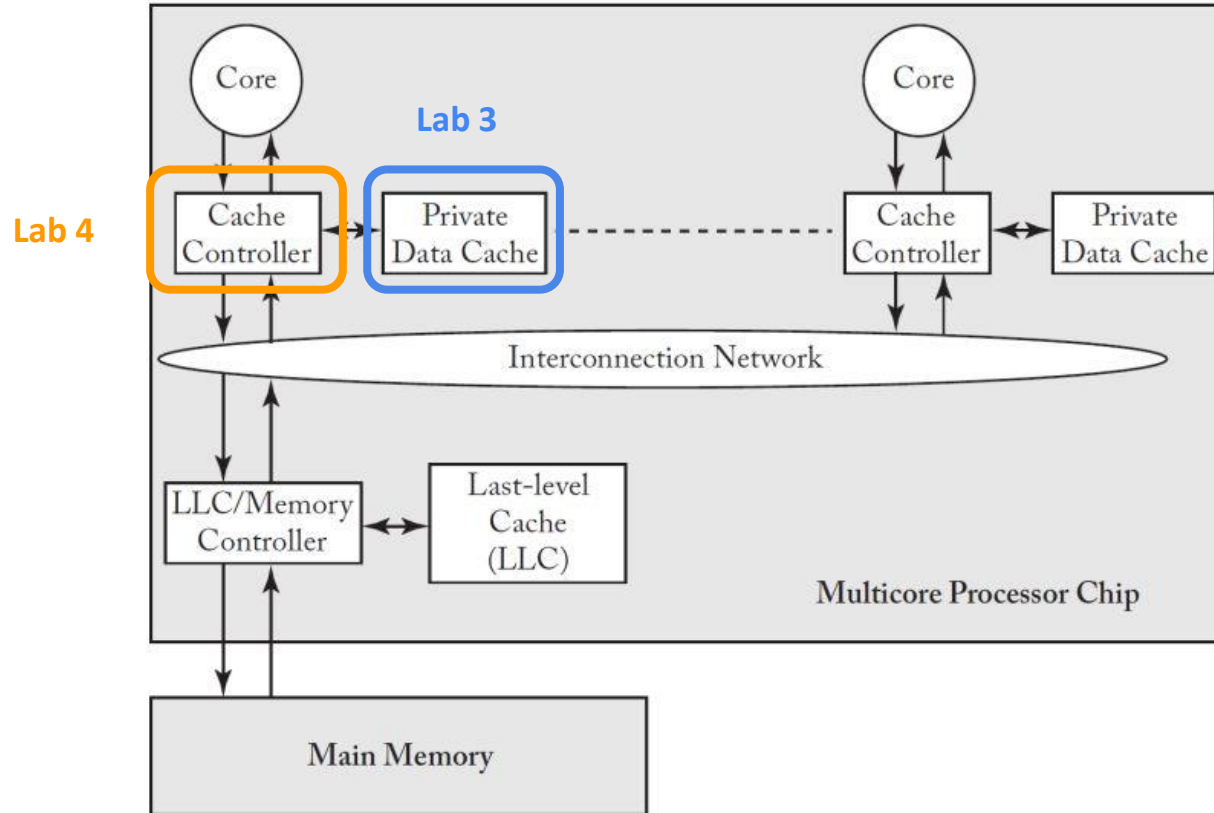 Core
Core
Lab 3
Lab 4
Cache
Controller
Private
Data Cache
Cache
Controller
Private
Data Cache
Interconnection Network
LLC/Memory
Controller
Last-level
Cache
(LLC)
Multicore Processor Chip
Main Memory